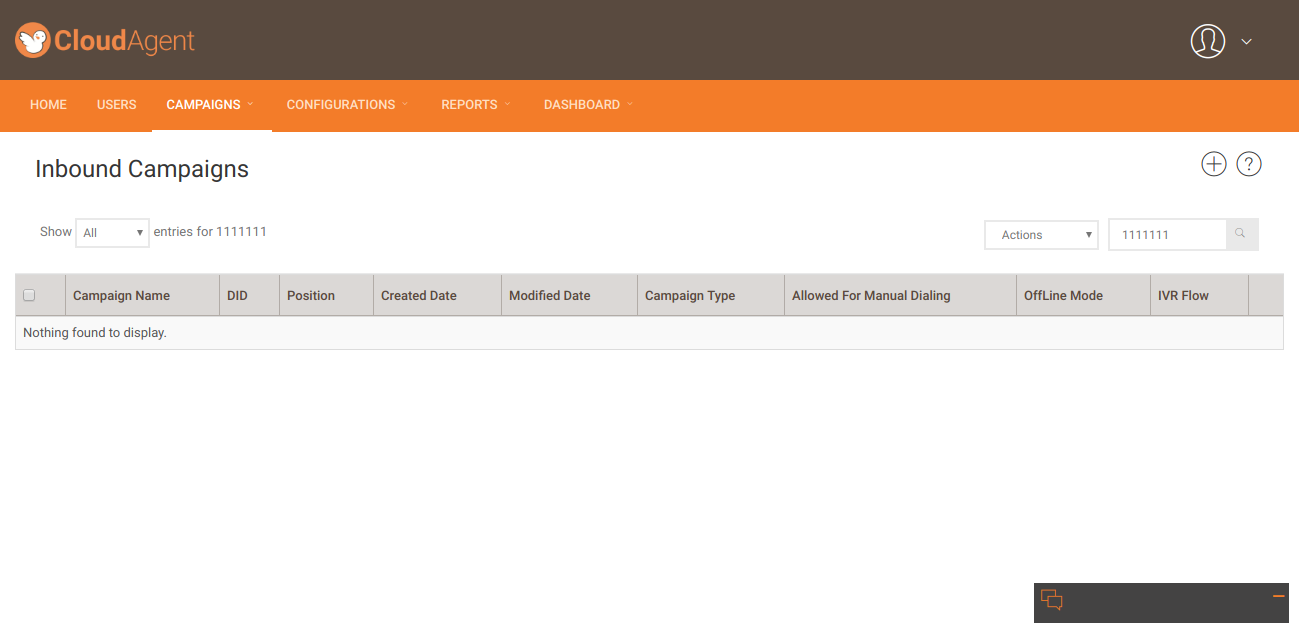 CloudAgent
HOME USERS CAMPAIGNS CONFIGURATIONS REPORTS DASHBOARD
Inbound Campaigns
?
Show All entries for 1111111 Actions 1111111
Campaign Name DID Position Created Date Modified Date Campaign Type Allowed For Manual Dialing OffLine Mode IVR Flow
Nothing found to display.